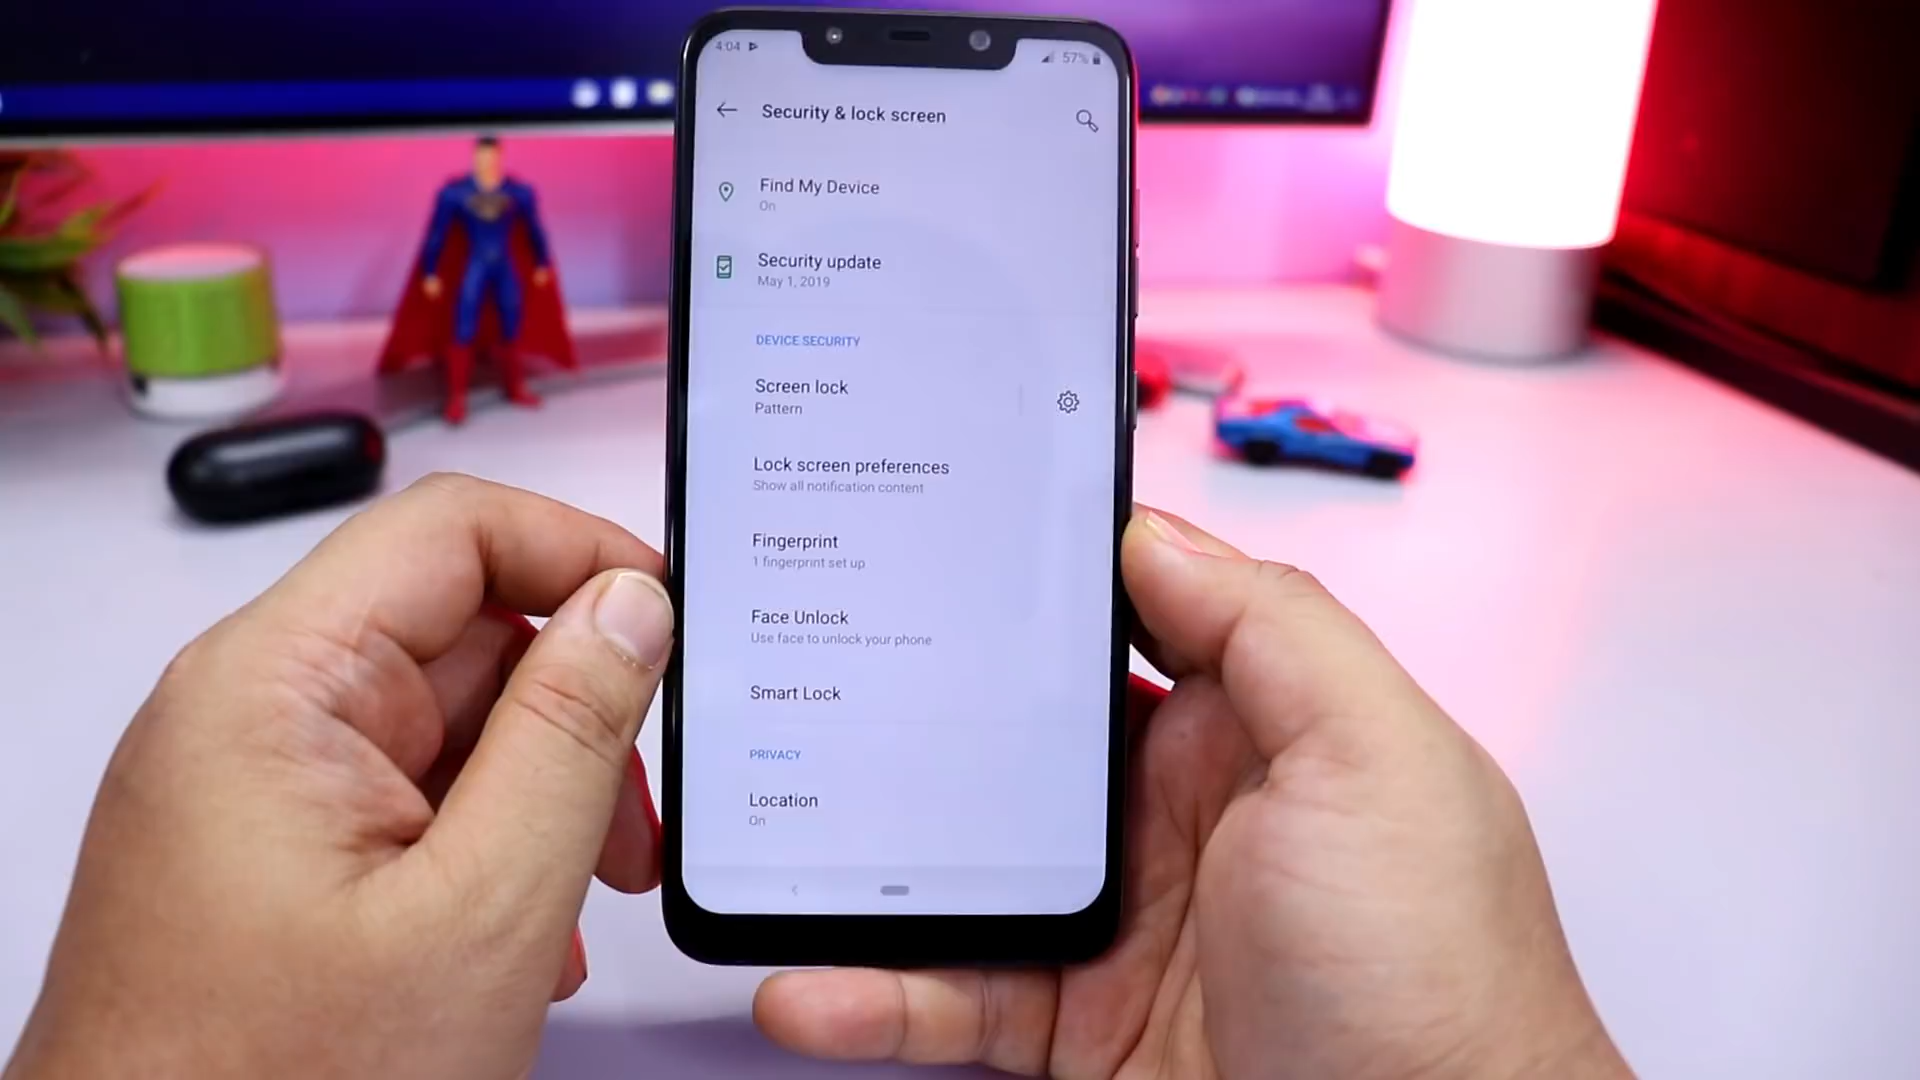 4:04
57%
Security & lock screen
Find My Device
On
Security update
May 1, 2019
DEVICE SECURITY
Screen lock
Pattern
Lock screen preferences
Show all notification content
Fingerprint
1 fingerprint set up
Face Unlock
Use face to unlock your phone
Smart Lock
PRIVACY
Location
On